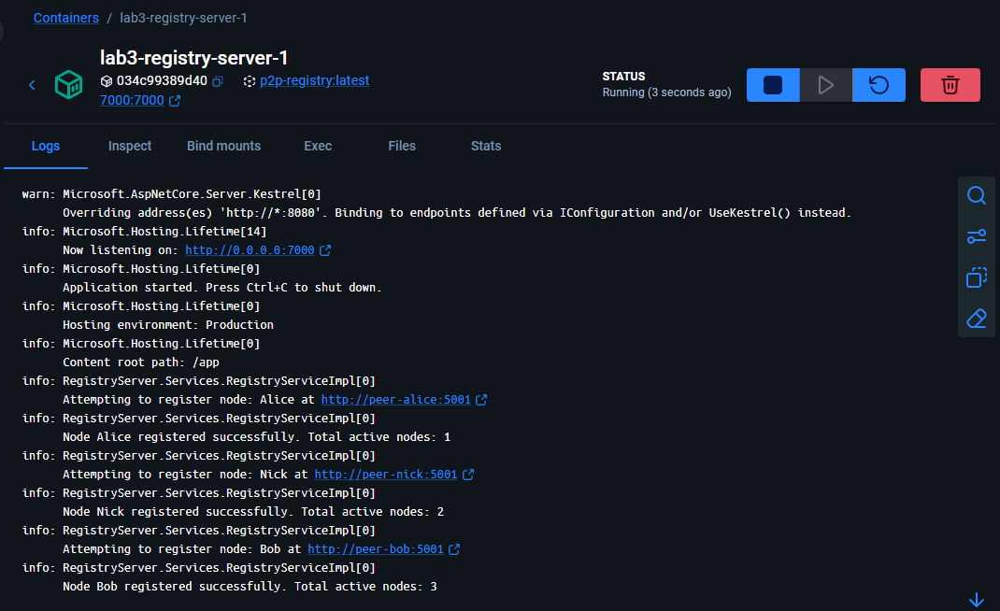 Containers / lab3-registry-server-1
lab3-registry-server-1
034c99389d40 p2p-registry:latest
7000:7000
STATUS
Running (3 seconds ago)
Logs Inspect Bind mounts Exec Files Stats
warn: Microsoft.AspNetCore.Server.Kestrel[0]
Overriding address(es) 'http://*:8080'. Binding to endpoints defined via IConfiguration and/or UseKestrel() instead.
info: Microsoft.Hosting.Lifetime[14]
Now listening on: http://0.0.0.0:7000
info: Microsoft.Hosting.Lifetime[0]
Application started. Press Ctrl+C to shut down.
info: Microsoft.Hosting.Lifetime[0]
Hosting environment: Production
info: Microsoft.Hosting.Lifetime[0]
Content root path: /app
info: RegistryServer.Services.RegistryServiceImpl[0]
Attempting to register node: Alice at http://peer-alice:5001
info: RegistryServer.Services.RegistryServiceImpl[0]
Node Alice registered successfully. Total active nodes: 1
info: RegistryServer.Services.RegistryServiceImpl[0]
Attempting to register node: Nick at http://peer-nick:5001
info: RegistryServer.Services.RegistryServiceImpl[0]
Node Nick registered successfully. Total active nodes: 2
info: RegistryServer.Services.RegistryServiceImpl[0]
Attempting to register node: Bob at http://peer-bob:5001
info: RegistryServer.Services.RegistryServiceImpl[0]
Node Bob registered successfully. Total active nodes: 3